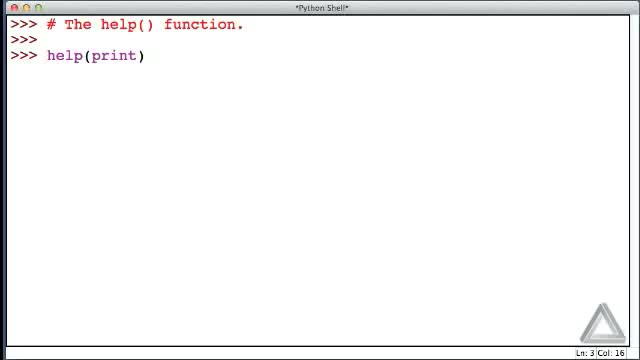 *Python Shell*
>>> # The help() function.
>>>
>>> help(print)
Ln: 3 Col: 16